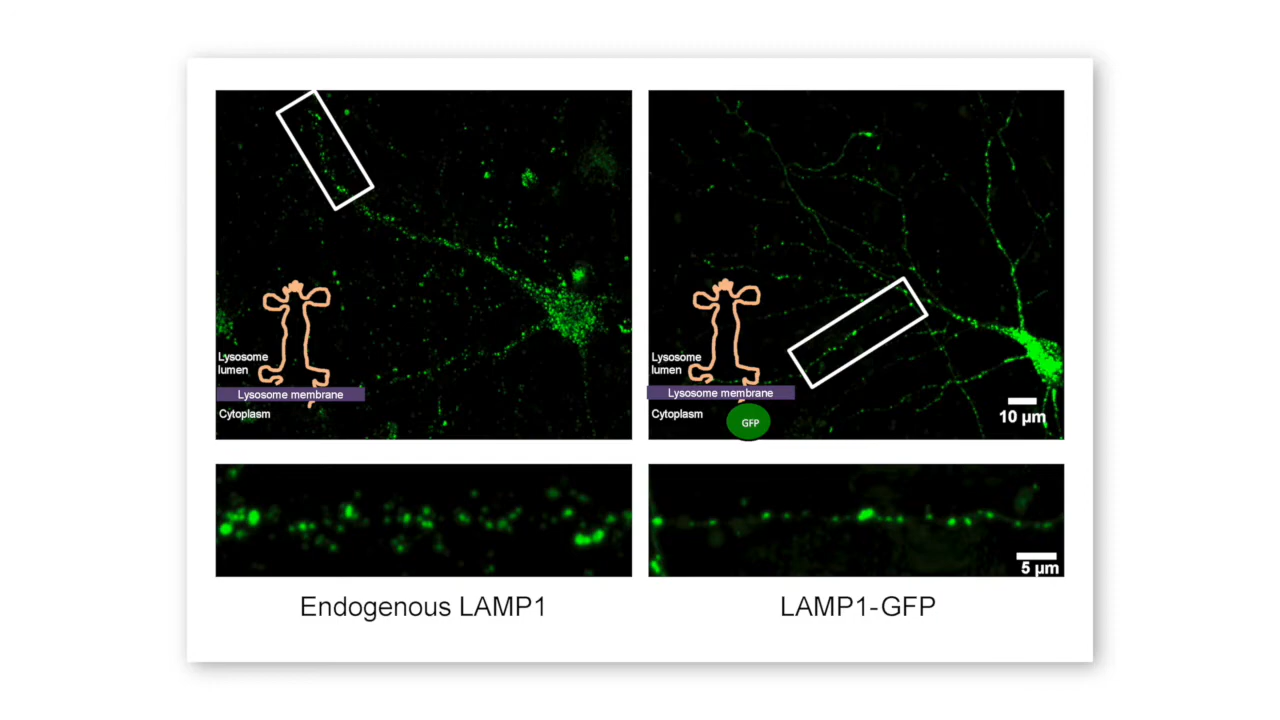 Lysosome
lumen
Lysosome membrane
Cytoplasm
Lysosome
lumen
Lysosome membrane
Cytoplasm
GFP
10 µm
5 µm
Endogenous LAMP1
LAMP1-GFP